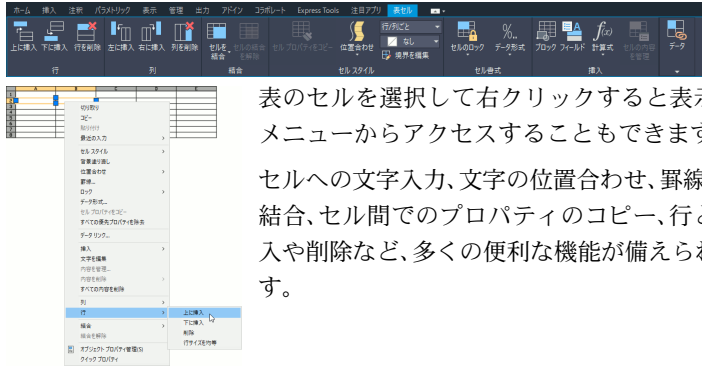 ホーム 挿入 注釈 パラメトリック 表示 管理 出力 アドイン コラボレート Express Tools 注目アプリ 表セル
上に挿入 下に挿入 行を削除 左に挿入 右に挿入 列を削除 セルを結合 セルの結合を解除 セル プロパティをコピー 位置合わせ 行/列ごと なし 境界を編集 セルのロック データ形式 ブロック フィールド 計算式 セルの内容を管理 データ
行 列 結合 セル スタイル セル書式 挿入
表のセルを選択して右クリックすると表
メニューからアクセスすることもできます
セルへの文字入力、文字の位置合わせ、罫線
結合、セル間でのプロパティのコピー、行と
入や削除など、多くの便利な機能が備えられ
す。
A B C D E
1
2
3
4
5
6
7
8
切り取り
コピー
貼り付け
最近の入力
セル スタイル
背景塗り潰し
位置合わせ
罫線...
ロック
データ形式...
セル プロパティをコピー
すべての優先プロパティを除去
データ リンク...
挿入
文字を編集
内容を管理...
内容を削除
すべての内容を削除
列
行
結合
結合を解除
オブジェクト プロパティ管理(S)
クイック プロパティ
上に挿入
下に挿入
削除
行サイズを均等